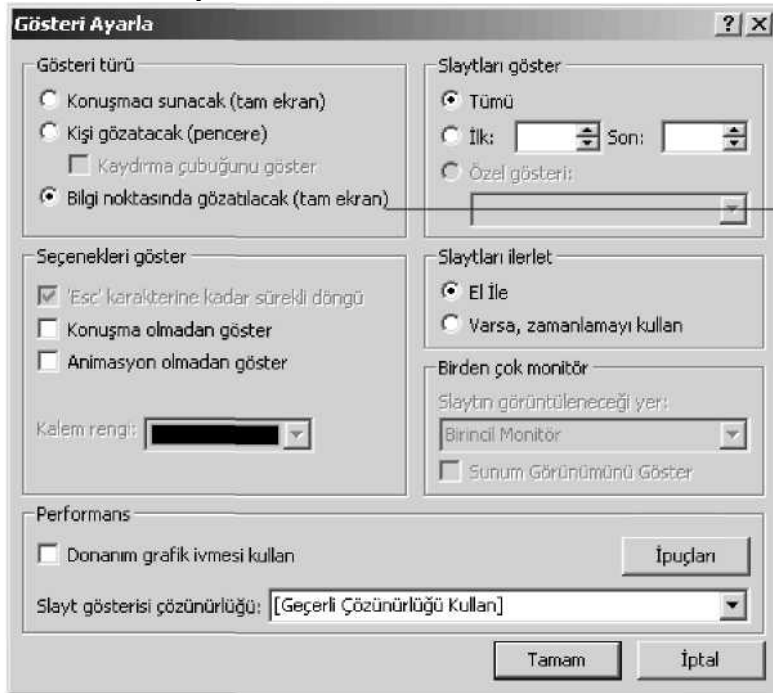 Gösteri Ayarla
Gösteri türü
Konuşmacı sunacak (tam ekran)
Kişi gözatacak (pencere)
Kaydırma çubuğunu göster
Bilgi noktasında gözatılacak (tam ekran)
Slaytları göster
Tümü
İlk: Son:
Özel gösteri:
Seçenekleri göster
'Esc' karakterine kadar sürekli döngü
Konuşma olmadan göster
Animasyon olmadan göster
Kalem rengi:
Slaytları ilerlet
El İle
Varsa, zamanlamayı kullan
Birden çok monitör
Slaytın görüntüleneceği yer:
Birincil Monitör
Sunum Görünümünü Göster
Performans
Donanım grafik ivmesi kullan
İpuçları
Slayt gösterisi çözünürlüğü: [Geçerli Çözünürlüğü Kullan]
Tamam İptal